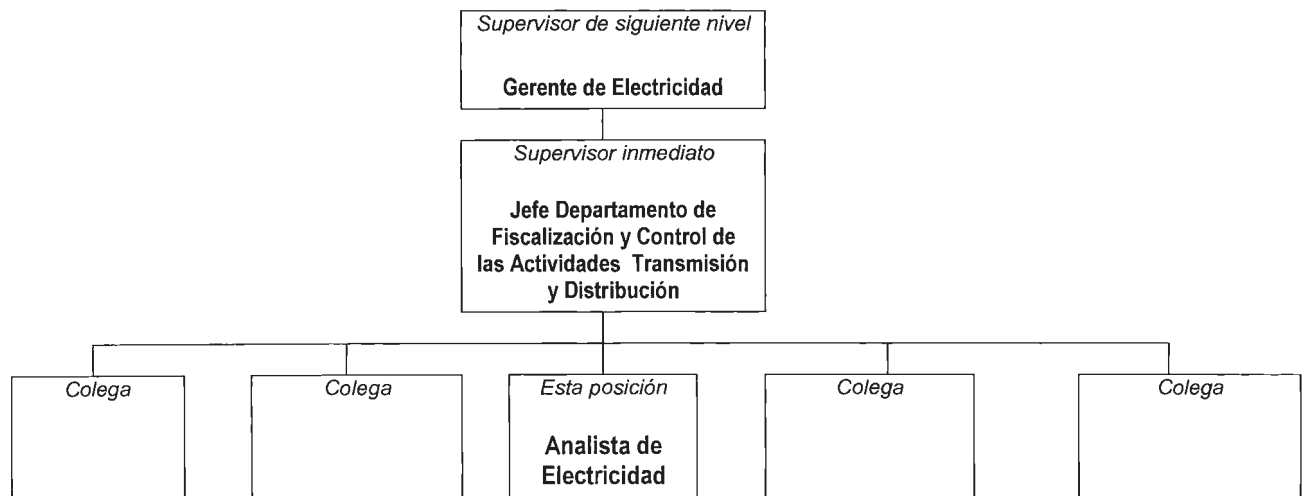 Supervisor de siguiente nivel
Gerente de Electricidad
Supervisor inmediato
Jefe Departamento de
Fiscalización y Control de
las Actividades Transmisión
y Distribución
Colega
Colega
Esta posición
Analista de
Electricidad
Colega
Colega